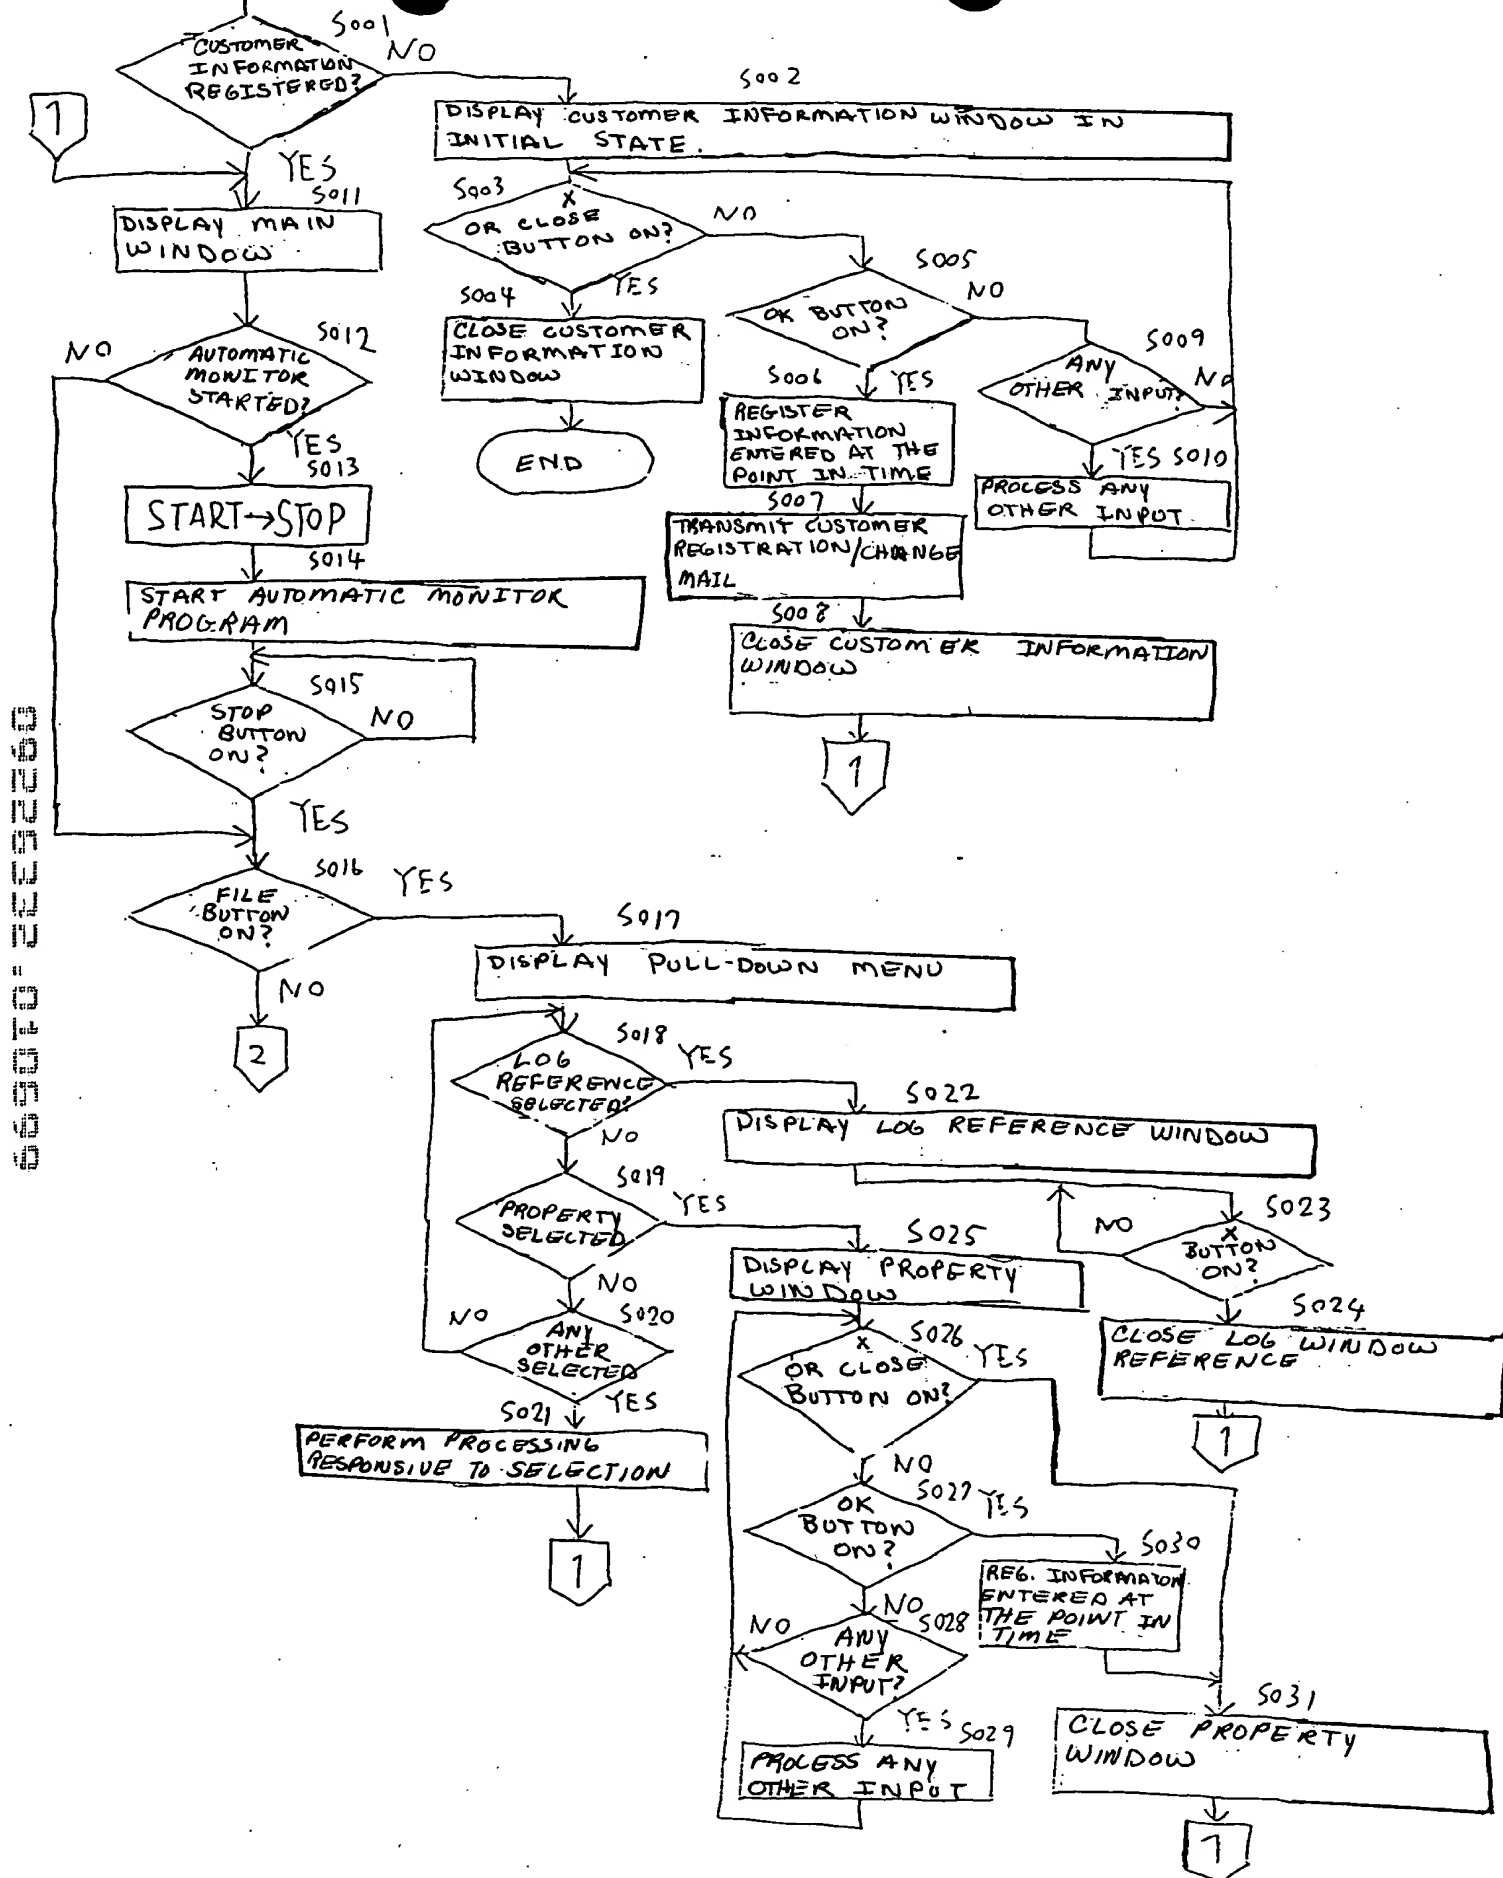 S001
CUSTOMER
INFORMATION
REGISTERED?
NO
YES
1
S002
DISPLAY CUSTOMER INFORMATION WINDOW IN
INITIAL STATE.
S003
X
OR CLOSE
BUTTON ON?
NO
YES
S004
CLOSE CUSTOMER
INFORMATION
WINDOW
END
S005
OK BUTTON
ON?
NO
YES
S006
REGISTER
INFORMATION
ENTERED AT THE
POINT IN TIME
S007
TRANSMIT CUSTOMER
REGISTRATION/CHANGE
MAIL
S008
CLOSE CUSTOMER INFORMATION
WINDOW
1
S009
ANY
OTHER INPUT?
NO
YES S010
PROCESS ANY
OTHER INPUT
S011
DISPLAY MAIN
WINDOW
S012
NO
AUTOMATIC
MONITOR
STARTED?
YES
S013
START→STOP
S014
START AUTOMATIC MONITOR
PROGRAM
S015
STOP
BUTTON
ON?
NO
YES
S016
FILE
BUTTON
ON?
YES
NO
2
S017
DISPLAY PULL-DOWN MENU
S018
LOG
REFERENCE
SELECTED?
YES
NO
S019
PROPERTY
SELECTED
YES
NO
S020
NO
ANY
OTHER
SELECTED
YES
S021
PERFORM PROCESSING
RESPONSIVE TO SELECTION
1
S022
DISPLAY LOG REFERENCE WINDOW
S023
NO
X
BUTTON
ON?
S024
CLOSE LOG WINDOW
REFERENCE
1
S025
DISPLAY PROPERTY
WINDOW
S026
X
OR CLOSE
BUTTON ON?
YES
NO
S027
OK
BUTTON
ON?
YES
NO
S028
NO
ANY
OTHER
INPUT?
YES
S029
PROCESS ANY
OTHER INPUT
S030
REG. INFORMATON
ENTERED AT
THE POINT IN
TIME
S031
CLOSE PROPERTY
WINDOW
1
09225322.010599